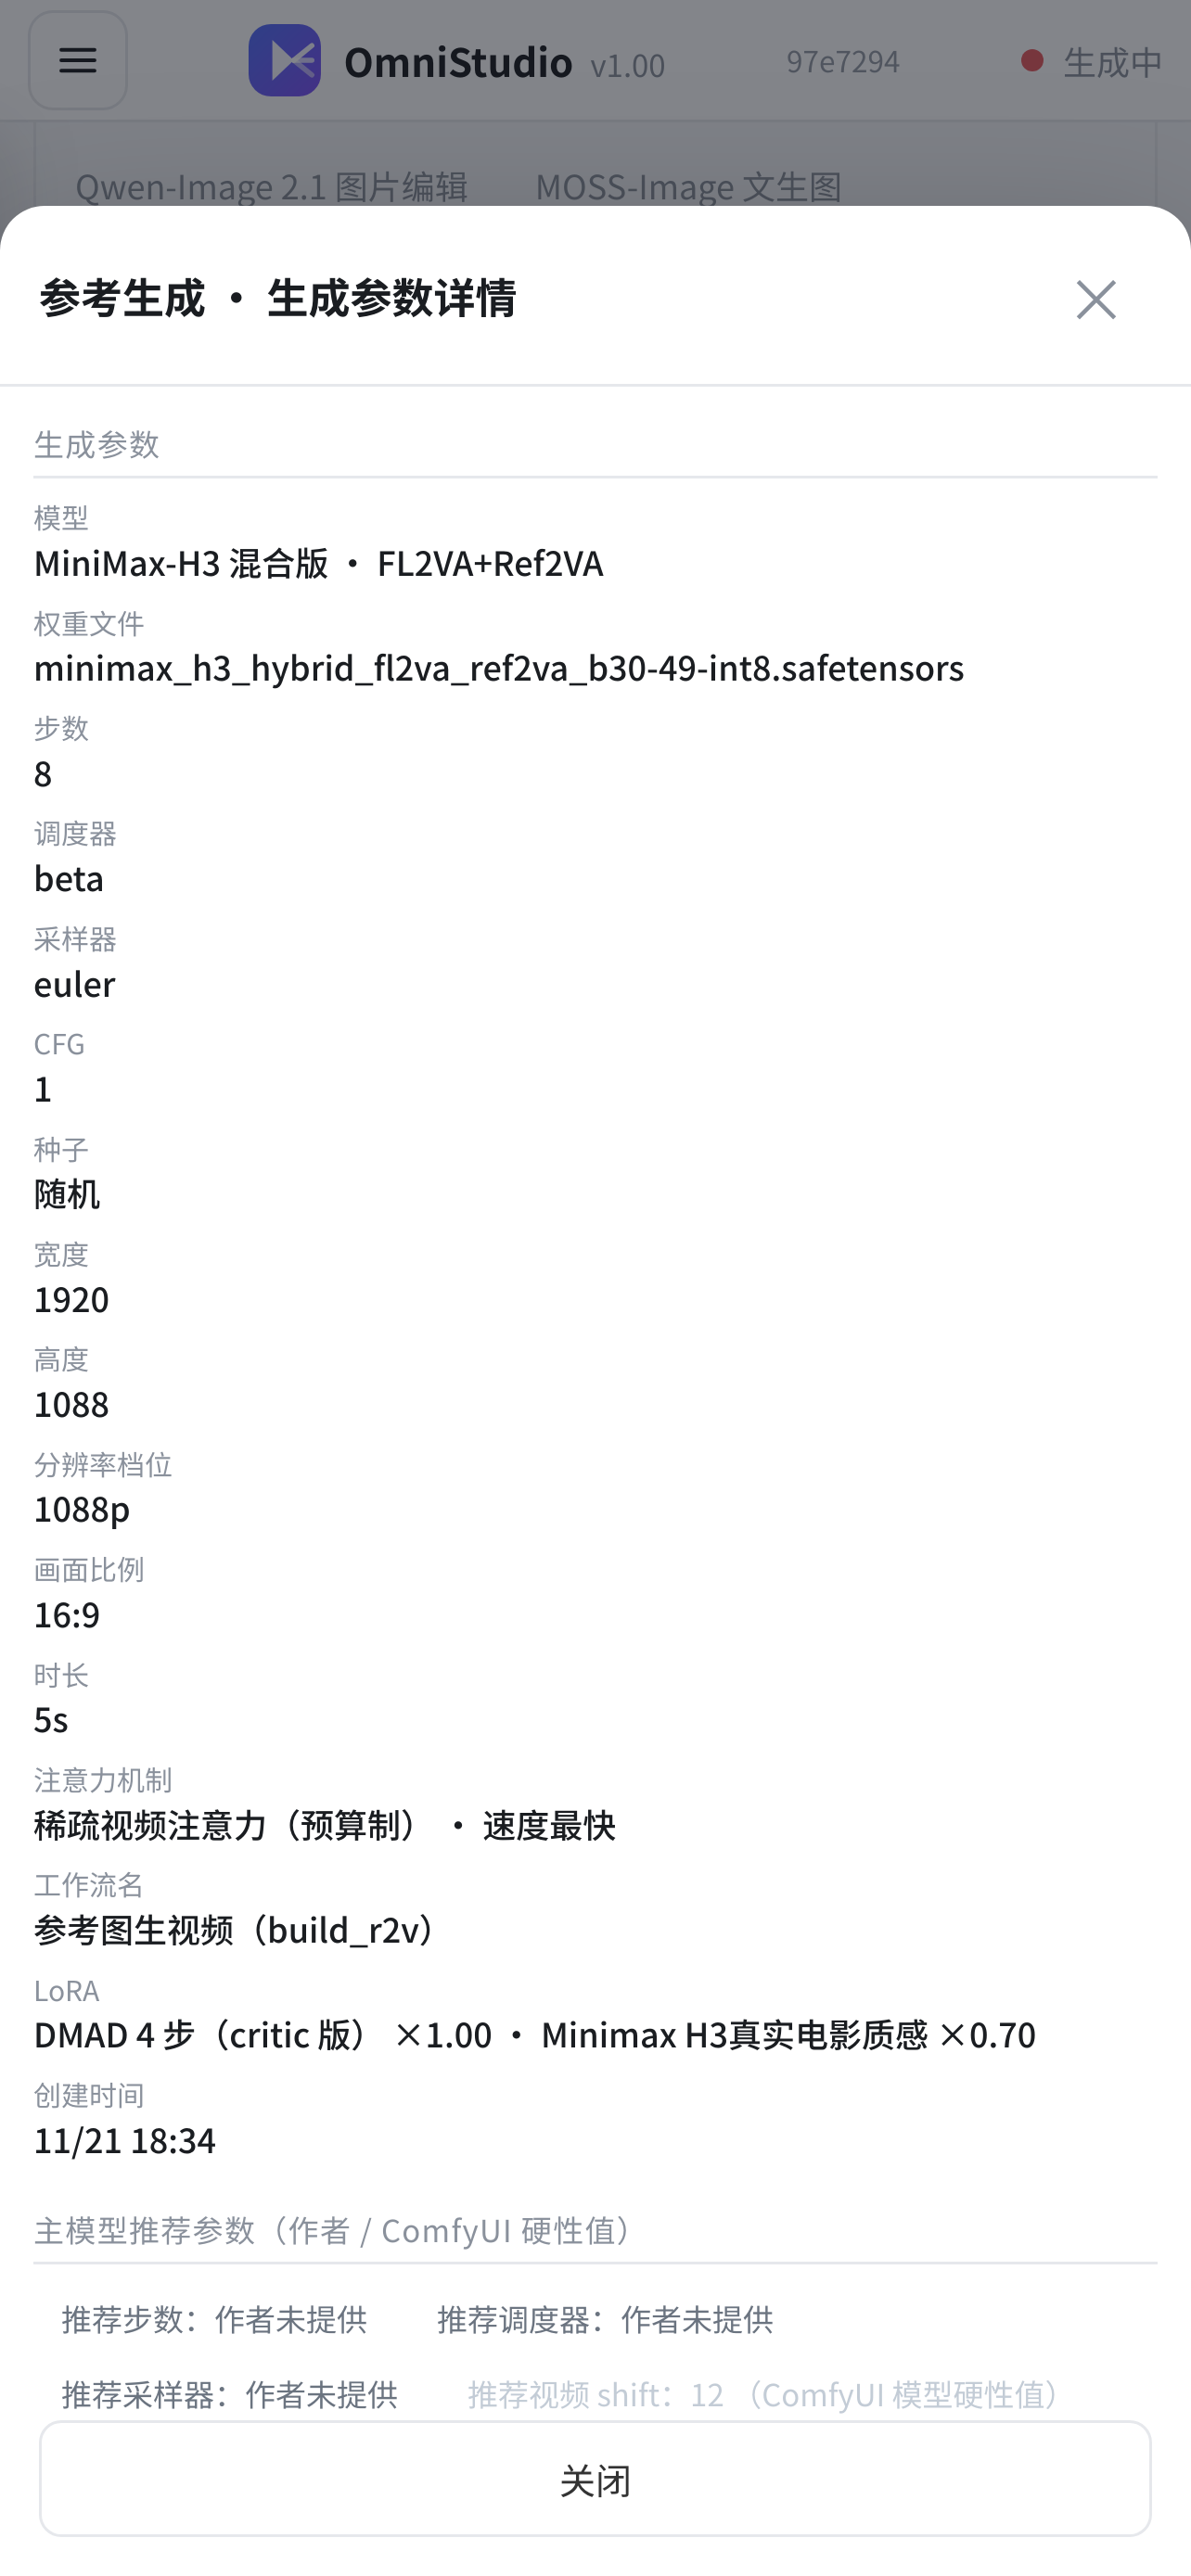 OmniStudio v1.00 97e7294 生成中
Qwen-Image 2.1 图片编辑 MOSS-Image 文生图
参考生成 · 生成参数详情
生成参数
模型
MiniMax-H3 混合版 · FL2VA+Ref2VA
权重文件
minimax_h3_hybrid_fl2va_ref2va_b30-49-int8.safetensors
步数
8
调度器
beta
采样器
euler
CFG
1
种子
随机
宽度
1920
高度
1088
分辨率档位
1088p
画面比例
16:9
时长
5s
注意力机制
稀疏视频注意力（预算制） · 速度最快
工作流名
参考图生视频（build_r2v）
LoRA
DMAD 4 步（critic 版） ×1.00 · Minimax H3真实电影质感 ×0.70
创建时间
11/21 18:34
主模型推荐参数（作者 / ComfyUI 硬性值）
推荐步数：作者未提供 推荐调度器：作者未提供
推荐采样器：作者未提供 推荐视频 shift：12 （ComfyUI 模型硬性值）
关闭